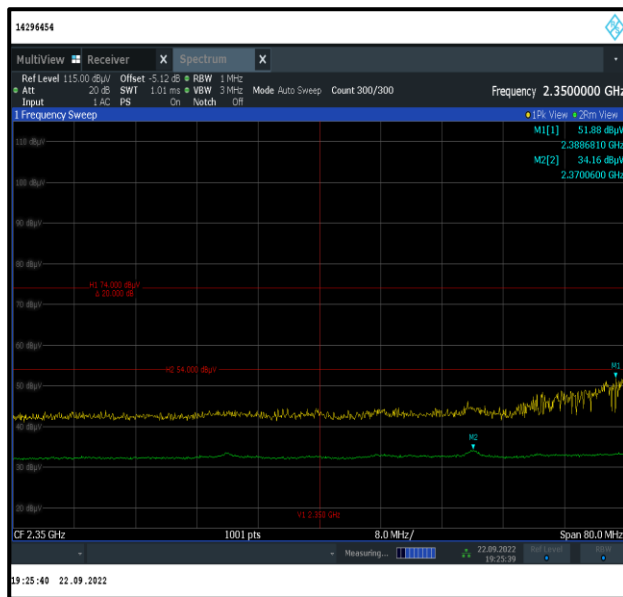 14296454
MultiView Receiver X Spectrum X
Ref Level 115.00 dBµV Offset -5.12 dB RBW 1 MHz
Att 20 dB SWT 1.01 ms VBW 3 MHz Mode Auto Sweep Count 300/300 Frequency 2.3500000 GHz
Input 1 AC PS On Notch Off
1 Frequency Sweep 1Pk View 2Rm View
M1[1] 51.88 dBµV
2.3886810 GHz
M2[2] 34.16 dBµV
2.3700600 GHz
110 dBµV
100 dBµV
90 dBµV
80 dBµV
H1 74.000 dBµV
70 dBµV
60 dBµV
H2 54.000 dBµV
M1
50 dBµV
40 dBµV
M2
30 dBµV
20 dBµV
V1 2.350 GHz
CF 2.35 GHz 1001 pts 8.0 MHz/ Span 80.0 MHz
Measuring... 22.09.2022 Ref Level RBW
19:25:39
19:25:40 22.09.2022